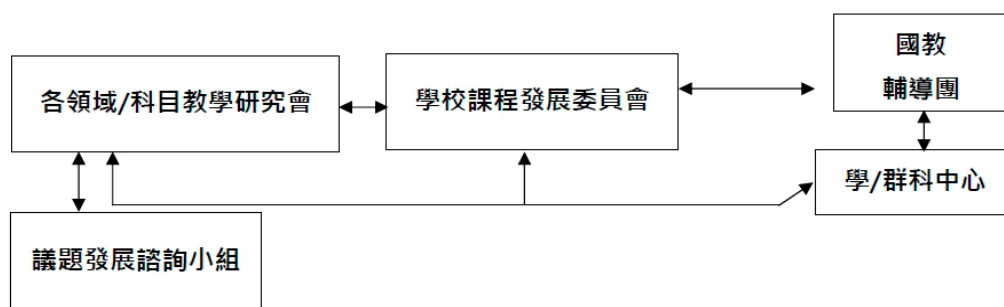 國教
輔導團
各領域/科目教學研究會
學校課程發展委員會
學/群科中心
議題發展諮詢小組